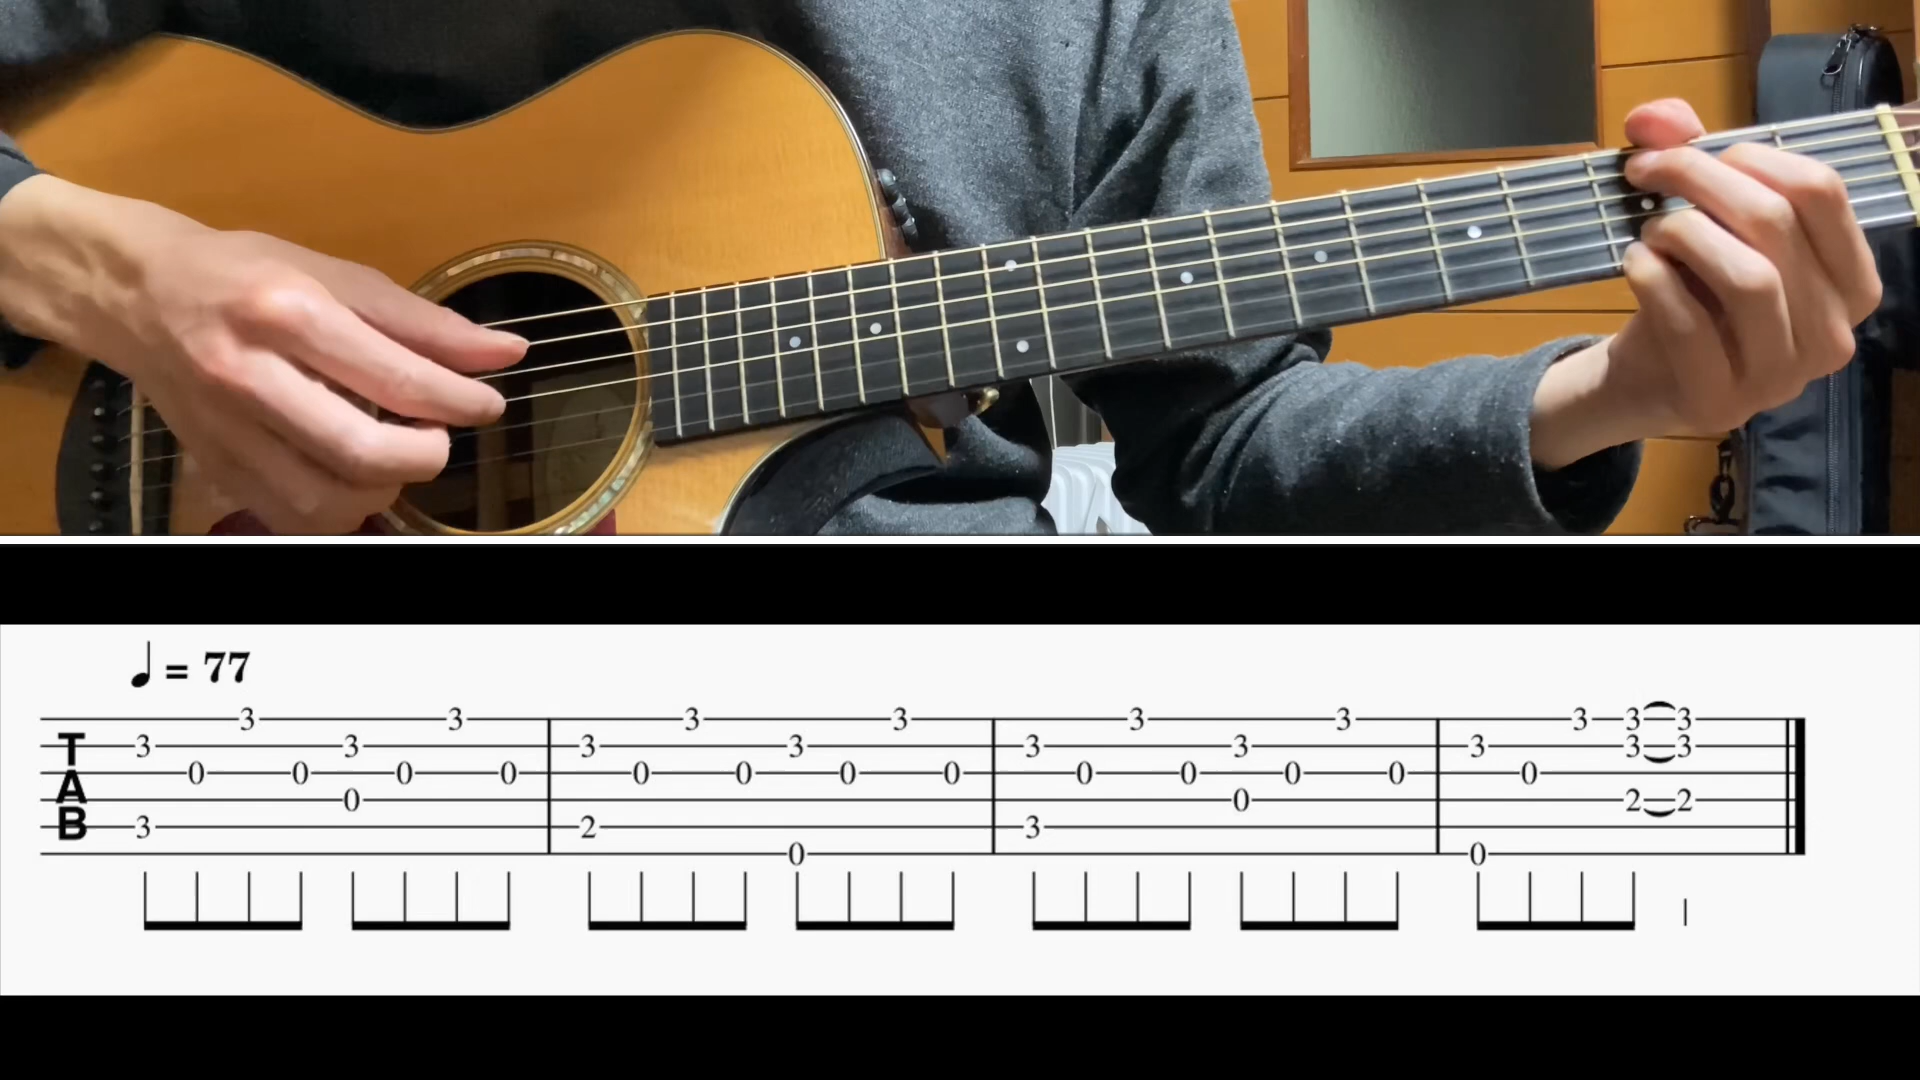 ♩ = 77
3 3 3 3 3 3 3 3 3 3
T 3 3 3 3 3 3 3 3 3
A 0 0 0 0 0 0 0 0 0 0 0 0 0
0 0 2 2
B 3 2 3
0 0